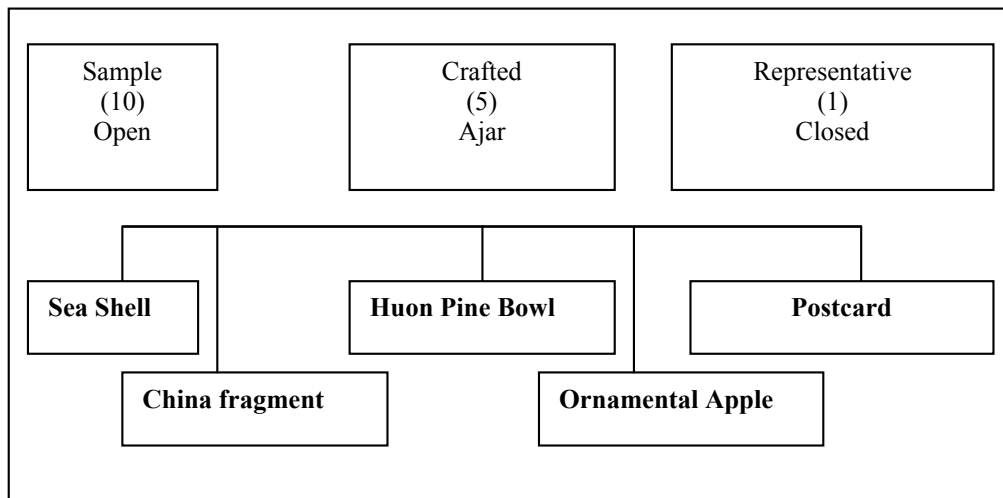 Sample
(10)
Open
Crafted
(5)
Ajar
Representative
(1)
Closed
Sea Shell
Huon Pine Bowl
Postcard
China fragment
Ornamental Apple